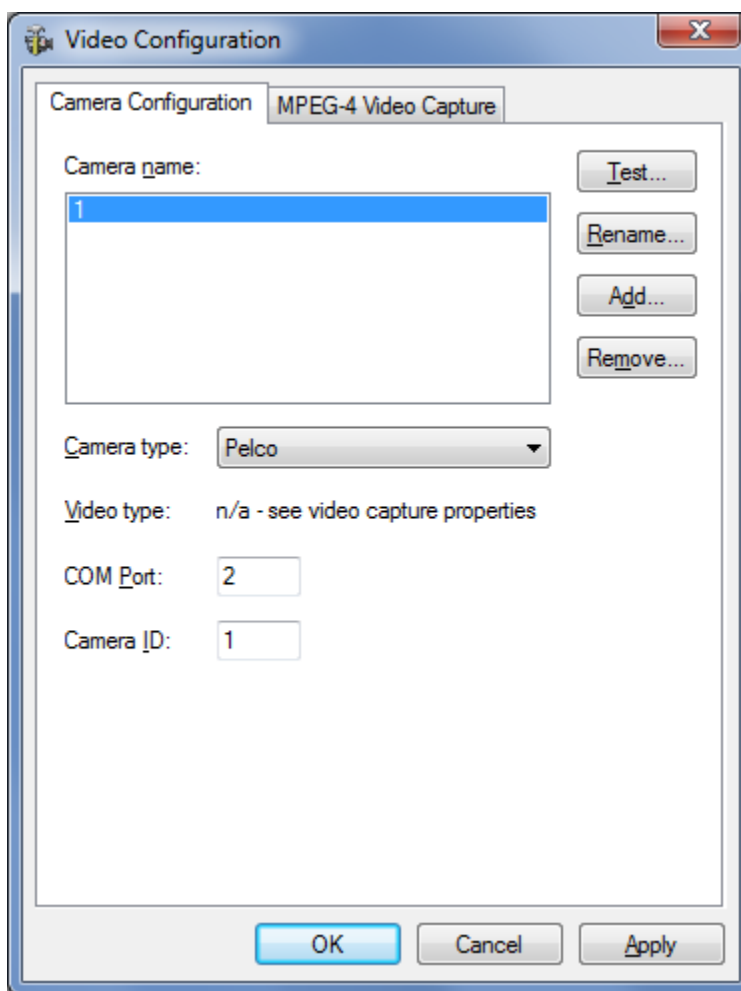 Video Configuration
Camera Configuration
MPEG-4 Video Capture
Camera name:
1
Test...
Rename...
Add...
Remove...
Camera type: Pelco
Video type: n/a - see video capture properties
COM Port: 2
Camera ID: 1
OK Cancel Apply